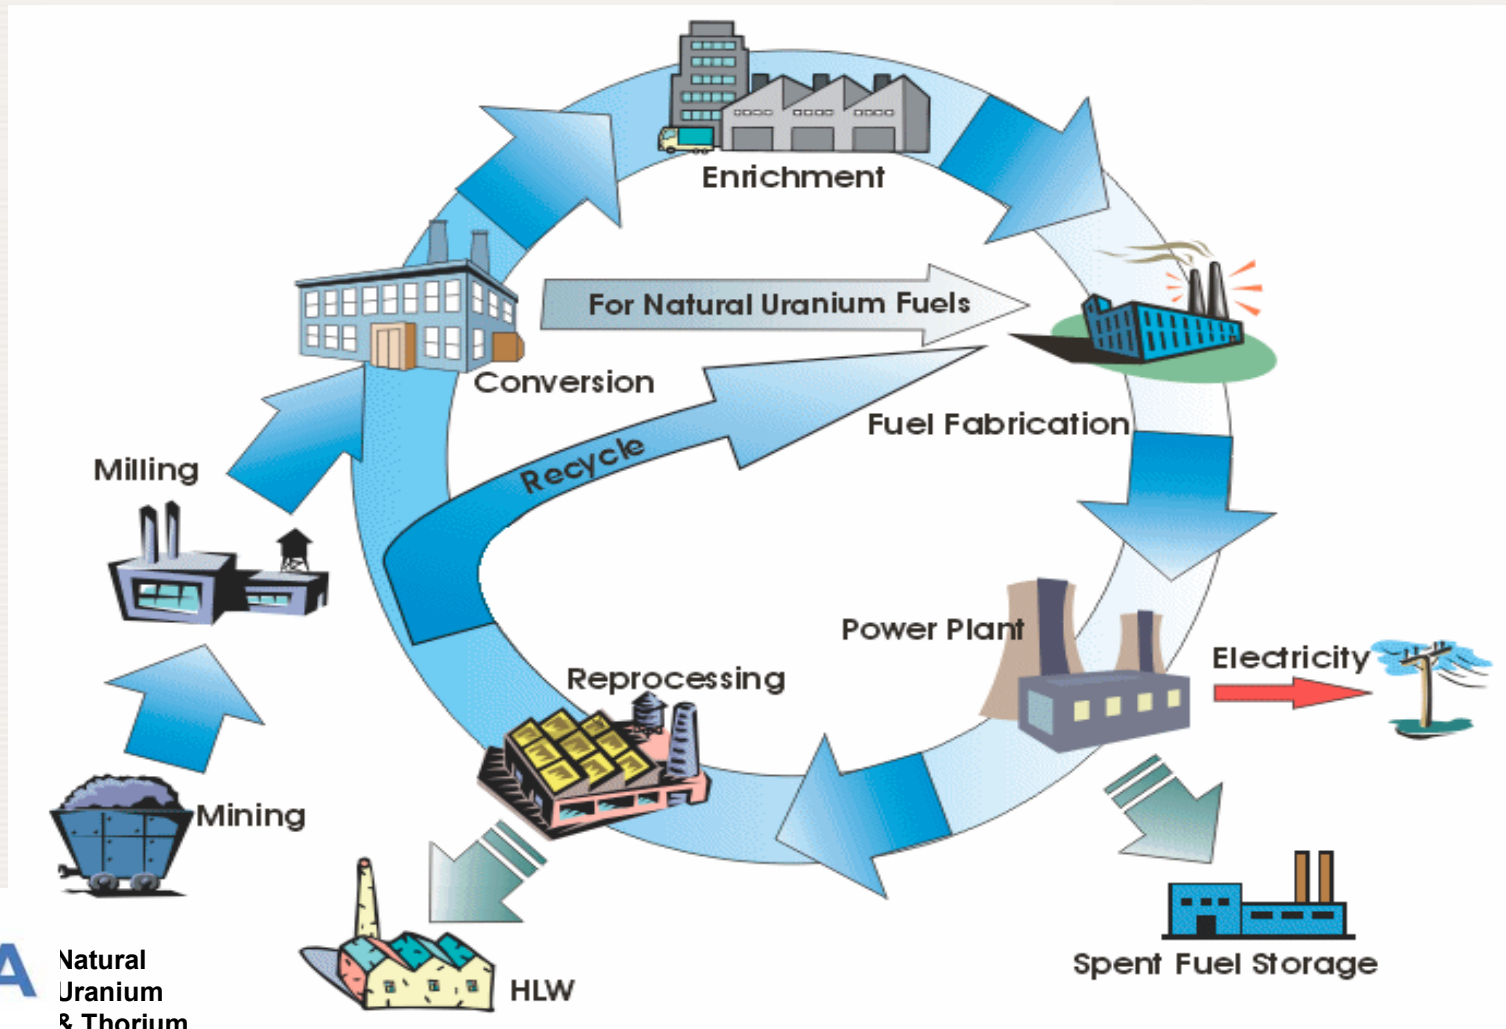 Enrichment
For Natural Uranium Fuels
Conversion
Recycle
Fuel Fabrication
Milling
Power Plant
Electricity
Reprocessing
Mining
Spent Fuel Storage
HLW
A
Natural
Uranium
& Thorium